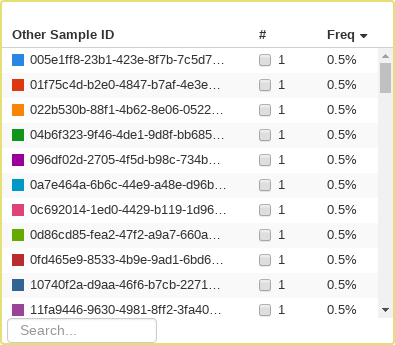 Other Sample ID # Freq
005e1ff8-23b1-423e-8f7b-7c5d7… 1 0.5%
01f75c4d-b2e0-4847-b7af-4e3e… 1 0.5%
022b530b-88f1-4b62-8e06-0522… 1 0.5%
04b6f323-9f46-4de1-9d8f-bb685… 1 0.5%
096df02d-2705-4f5d-b98c-734b… 1 0.5%
0a7e464a-6b6c-44e9-a48e-d96b… 1 0.5%
0c692014-1ed0-4429-b119-1d96… 1 0.5%
0d86cd85-fea2-47f2-a9a7-660a… 1 0.5%
0fd465e9-8533-4b9e-9ad1-6bd6… 1 0.5%
10740f2a-d9aa-46f6-b7cb-2271… 1 0.5%
11fa9446-9630-4981-8ff2-3fa40… 1 0.5%
Search...